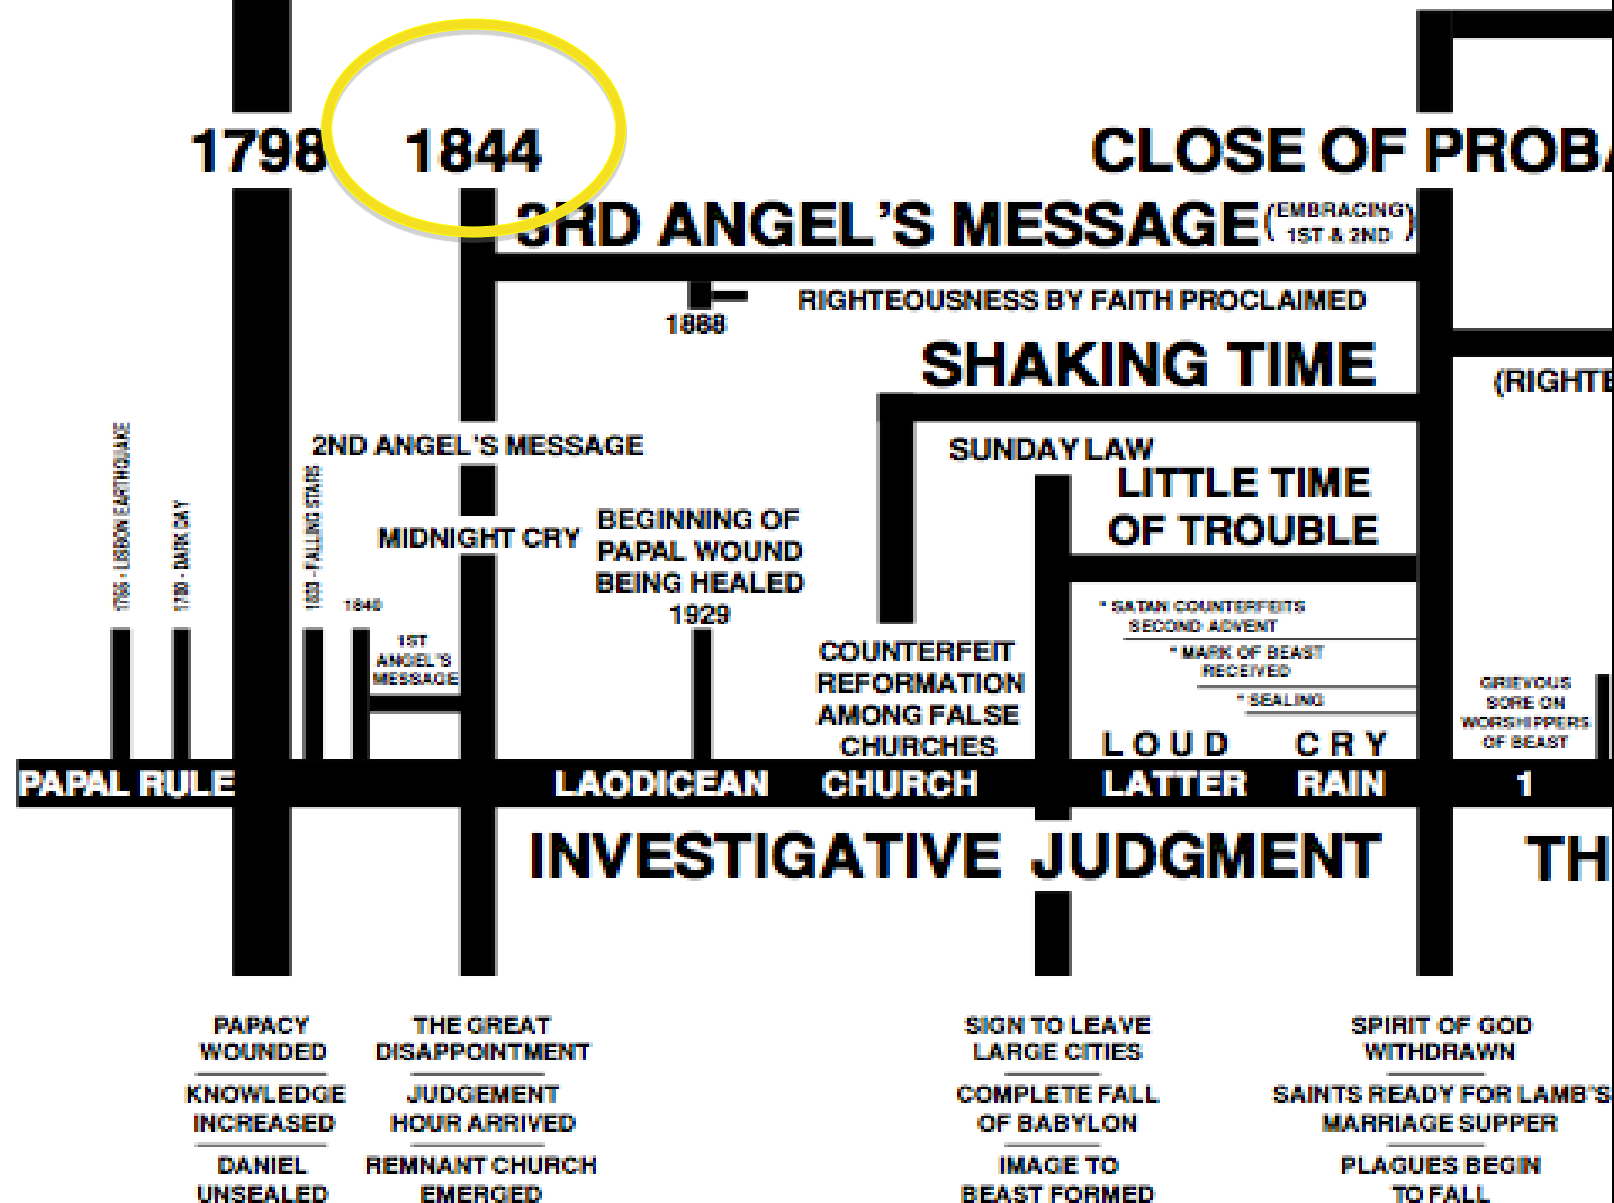 1798
1844
CLOSE OF PROBA
3RD ANGEL'S MESSAGE
(EMBRACING
1ST & 2ND)
RIGHTEOUSNESS BY FAITH PROCLAIMED
1888
SHAKING TIME
(RIGHTE
2ND ANGEL'S MESSAGE
SUNDAY LAW
LITTLE TIME
OF TROUBLE
MIDNIGHT CRY
BEGINNING OF
PAPAL WOUND
BEING HEALED
1929
1755 - LISBON EARTHQUAKE
1780 - DARK DAY
1833 - FALLING STARS
1840
1ST
ANGEL'S
MESSAGE
COUNTERFEIT
REFORMATION
AMONG FALSE
CHURCHES
* SATAN COUNTERFEITS
SECOND ADVENT
* MARK OF BEAST
RECEIVED
* SEALING
LOUD CRY
GRIEVOUS
SORE ON
WORSHIPPERS
OF BEAST
PAPAL RULE
LAODICEAN CHURCH
LATTER RAIN
1
INVESTIGATIVE JUDGMENT
TH
PAPACY
WOUNDED
KNOWLEDGE
INCREASED
DANIEL
UNSEALED
THE GREAT
DISAPPOINTMENT
JUDGEMENT
HOUR ARRIVED
REMNANT CHURCH
EMERGED
SIGN TO LEAVE
LARGE CITIES
COMPLETE FALL
OF BABYLON
IMAGE TO
BEAST FORMED
SPIRIT OF GOD
WITHDRAWN
SAINTS READY FOR LAMB'S
MARRIAGE SUPPER
PLAGUES BEGIN
TO FALL